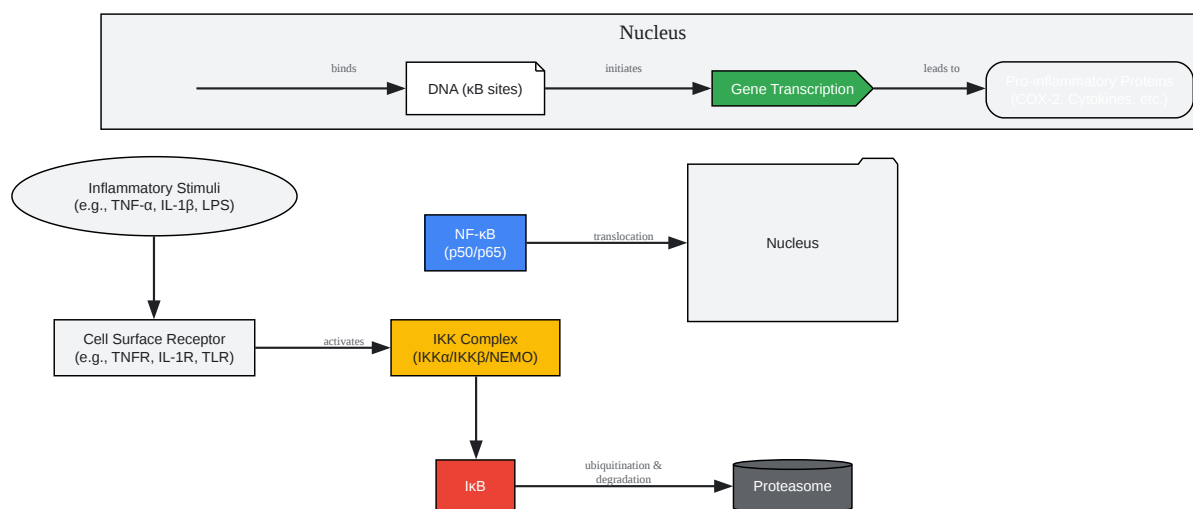 Nucleus
binds
DNA (κB sites)
initiates
Gene Transcription
leads to
Pro-inflammatory Proteins
(COX-2, Cytokines, etc.)
Inflammatory Stimuli
(e.g., TNF-α, IL-1β, LPS)
NF-κB
(p50/p65)
translocation
Nucleus
Cell Surface Receptor
(e.g., TNFR, IL-1R, TLR)
activates
IKK Complex
(IKKα/IKKβ/NEMO)
IκB
ubiquitination &
degradation
Proteasome